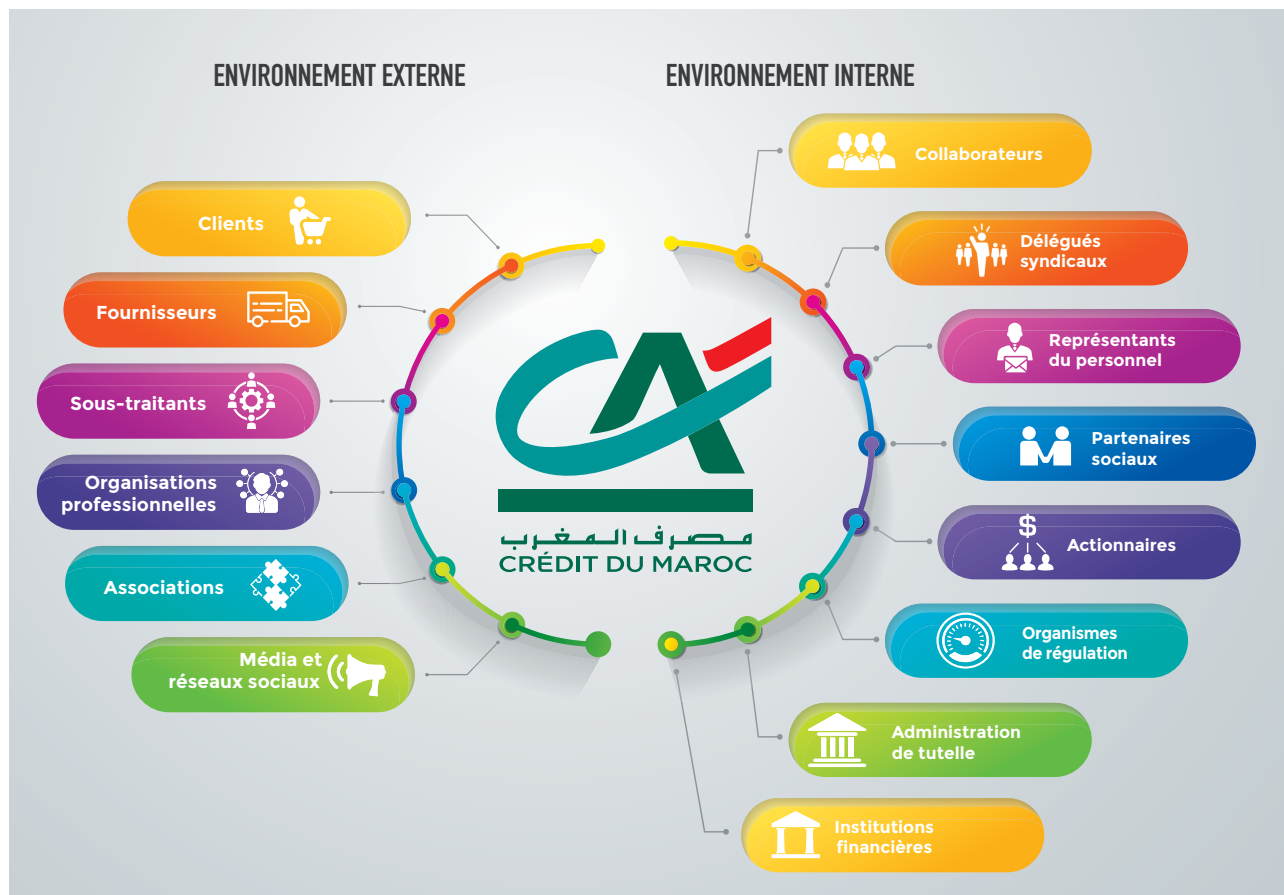 ENVIRONNEMENT EXTERNE
Clients
Fournisseurs
Sous-traitants
Organisations
professionnelles
Associations
Média et
réseaux sociaux
مصرف المغرب
CRÉDIT DU MAROC
ENVIRONNEMENT INTERNE
Collaborateurs
Délégués
syndicaux
Représentants
du personnel
Partenaires
sociaux
$
Actionnaires
Organismes
de régulation
Administration
de tutelle
Institutions
financières